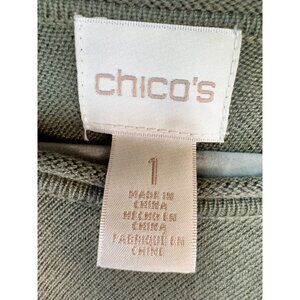 chico's
1
MADE IN
CHINA
HECHO EN
CHINA
FABRIQUÉ EN
CHINE